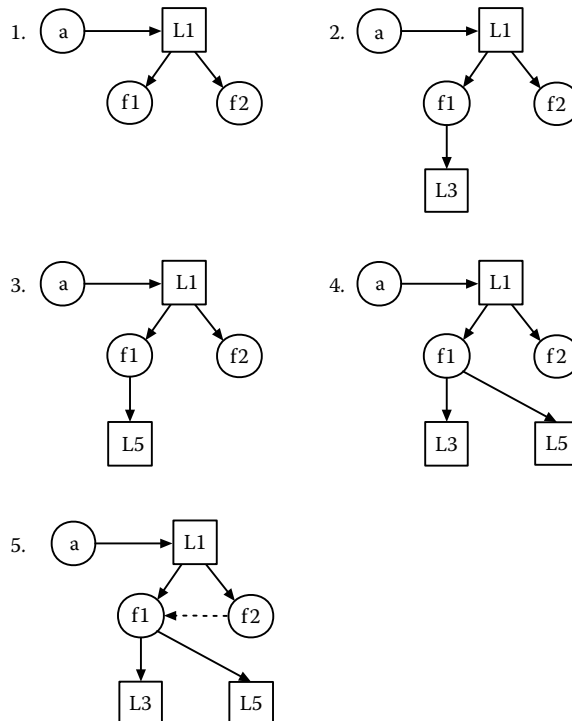 1. a L1 2. a L1
f1 f2 f1 f2
L3
3. a L1 4. a L1
f1 f2 f1 f2
L5 L3 L5
5. a L1
f1 f2
L3 L5